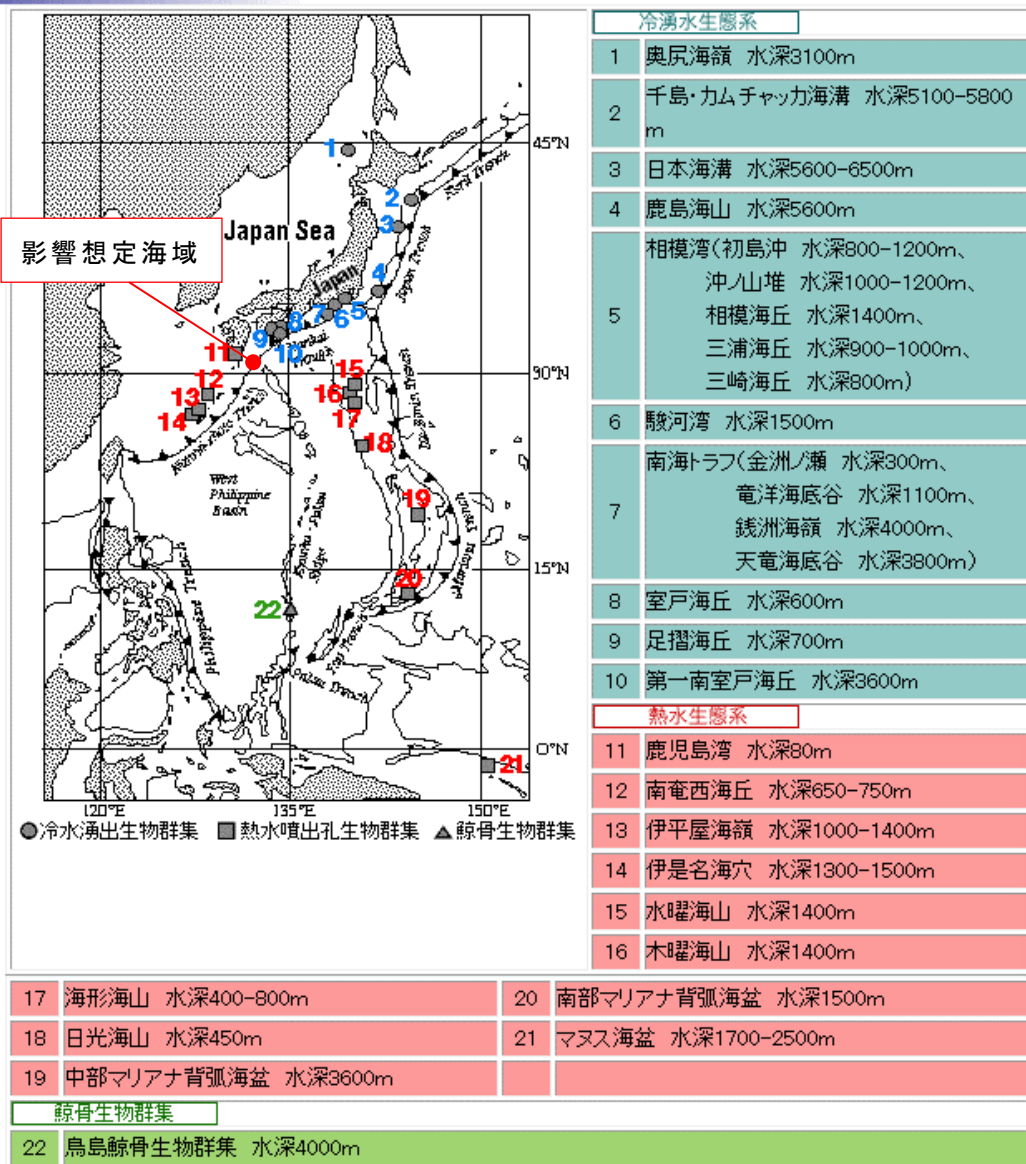 冷湧水生態系
1 奥尻海嶺 水深3100m
2 千島・カムチャッカ海溝 水深5100-5800
m
3 日本海溝 水深5600-6500m
4 鹿島海山 水深5600m
5 相模湾(初島沖 水深800-1200m、
沖ノ山堆 水深1000-1200m、
相模海丘 水深1400m、
三浦海丘 水深900-1000m、
三崎海丘 水深800m)
6 駿河湾 水深1500m
7 南海トラフ(金洲ノ瀬 水深300m、
竜洋海底谷 水深1100m、
銭洲海嶺 水深4000m、
天竜海底谷 水深3800m)
8 室戸海丘 水深600m
9 足摺海丘 水深700m
10 第一南室戸海丘 水深3600m
熱水生態系
11 鹿児島湾 水深80m
12 南奄西海丘 水深650-750m
13 伊平屋海嶺 水深1000-1400m
14 伊是名海穴 水深1300-1500m
15 水曜海山 水深1400m
16 木曜海山 水深1400m
影響想定海域
Japan Sea
Japan
Kuril Trench
Japan Trench
Nankai
Trough
West
Philippine
Basin
Kyushu-Palau
Ridge
Philippine Trench
Yap Trench
Palau Trench
1
2
3
4
5
6
7
8
9
10
11
12
13
14
15
16
17
18
19
20
21
22
45°N
30°N
15°N
0°N
120°E
135°E
150°E
冷水湧出生物群集 熱水噴出孔生物群集 鯨骨生物群集
17 海形海山 水深400-800m
20 南部マリアナ背弧海盆 水深1500m
18 日光海山 水深450m
21 マヌス海盆 水深1700-2500m
19 中部マリアナ背弧海盆 水深3600m
鯨骨生物群集
22 鳥島鯨骨生物群集 水深4000m